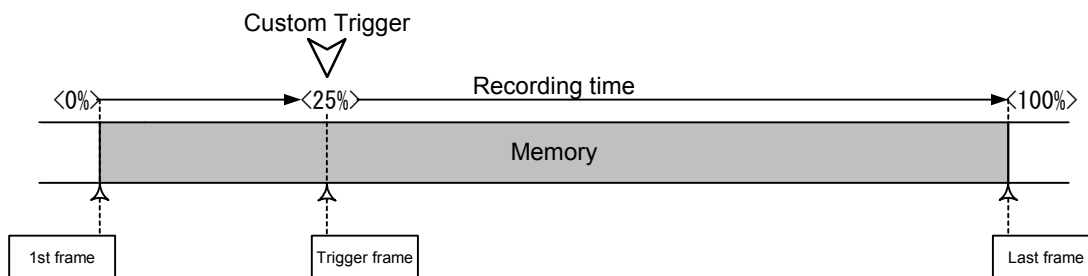 Custom Trigger
Recording time
<0%> <25%> <100%>
Memory
1st frame Trigger frame Last frame